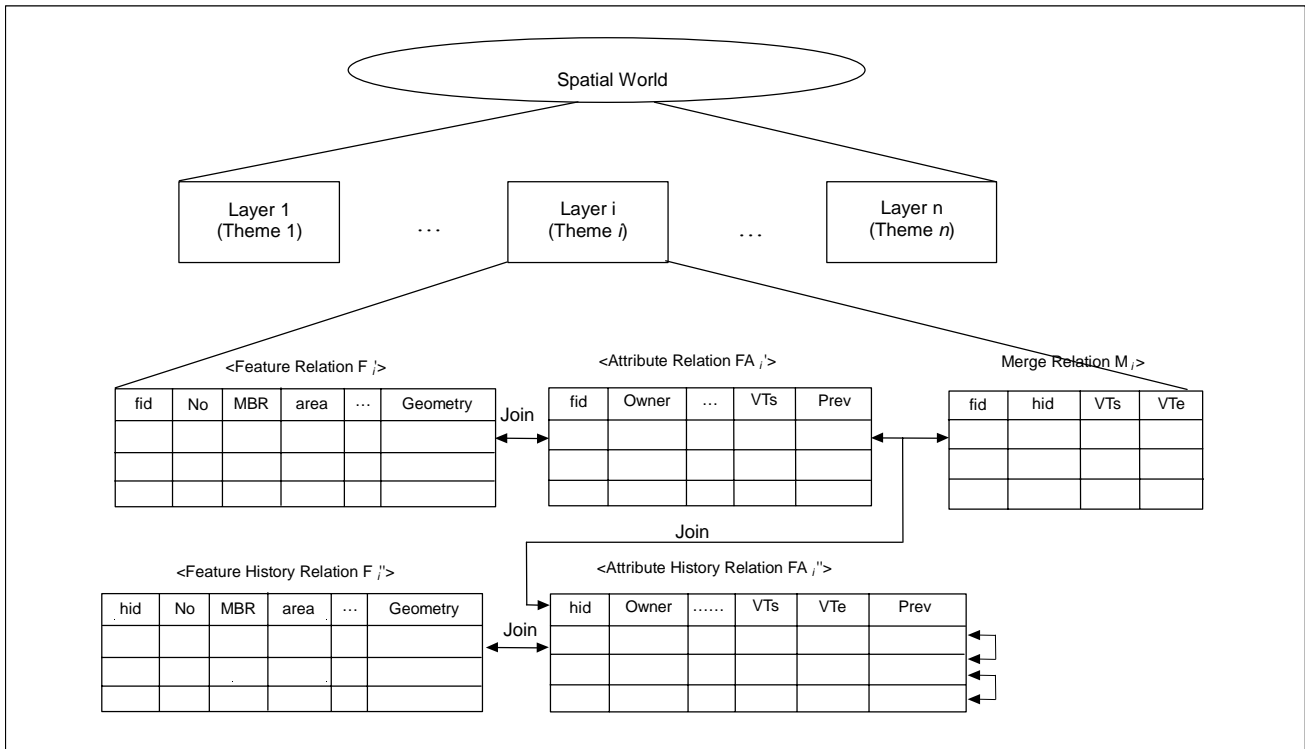 Spatial World
Layer 1
(Theme 1)
…
Layer i
(Theme i)
…
Layer n
(Theme n)
<Feature Relation F i'>
<Attribute Relation FA i'>
Merge Relation M i>
fid No MBR area … Geometry
Join
fid Owner … VTs Prev
fid hid VTs VTe
Join
<Feature History Relation F i''>
<Attribute History Relation FA i''>
hid No MBR area … Geometry
Join
hid Owner …… VTs VTe Prev